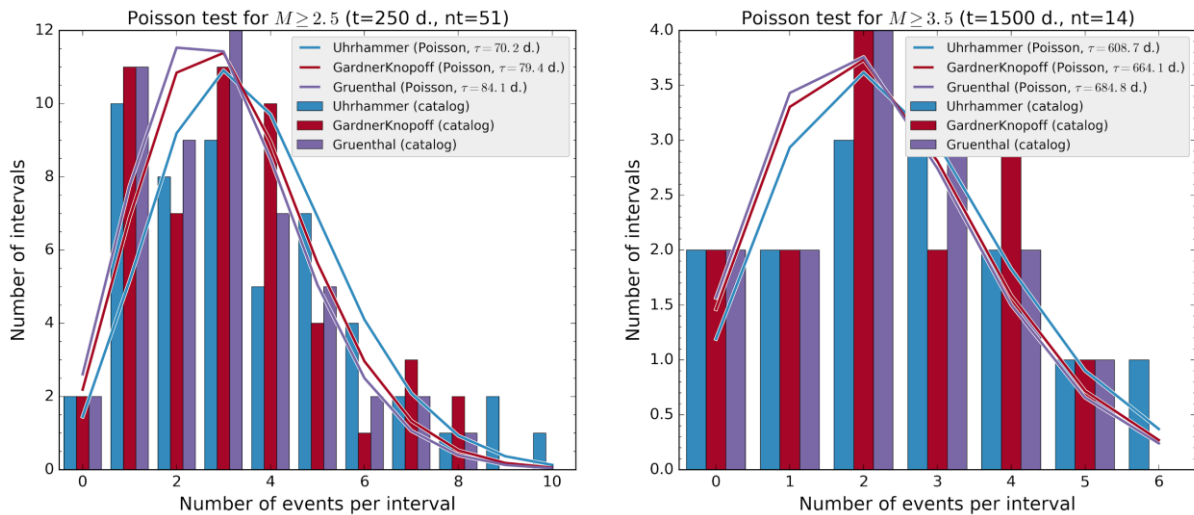 Poisson test for M ≥ 2.5 (t=250 d., nt=51)
Uhrhammer (Poisson, τ = 70.2 d.)
GardnerKnopoff (Poisson, τ = 79.4 d.)
Gruenthal (Poisson, τ = 84.1 d.)
Uhrhammer (catalog)
GardnerKnopoff (catalog)
Gruenthal (catalog)
Number of intervals
12
10
8
6
4
2
0
0 2 4 6 8 10
Number of events per interval
Poisson test for M ≥ 3.5 (t=1500 d., nt=14)
Uhrhammer (Poisson, τ = 608.7 d.)
GardnerKnopoff (Poisson, τ = 664.1 d.)
Gruenthal (Poisson, τ = 684.8 d.)
Uhrhammer (catalog)
GardnerKnopoff (catalog)
Gruenthal (catalog)
Number of intervals
4.0
3.5
3.0
2.5
2.0
1.5
1.0
0.5
0.0
0 1 2 3 4 5 6
Number of events per interval